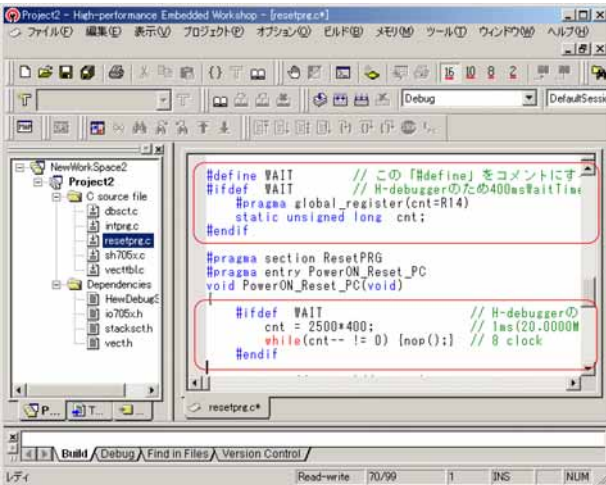 Project2 - High-performance Embedded Workshop - [resetprg.c*]
ファイル(F) 編集(E) 表示(V) プロジェクト(P) オプション(O) ビルド(B) メモリ(M) ツール(T) ウィンドウ(W) ヘルプ(H)
16 10 8 2
Debug
DefaultSessi
NewWorkSpace2
Project2
C source file
dbsct.c
intprg.c
resetprg.c
sh705x.c
vecttbl.c
Dependencies
HewDebugS
io705x.h
stacksct.h
vect.h
P... T...
#define WAIT // この「#define」をコメントにす
#ifdef WAIT // H-debuggerのため400msWaitTime
#pragma global_register(cnt=R14)
static unsigned long cnt;
#endif
#pragma section ResetPRG
#pragma entry PowerON_Reset_PC
void PowerON_Reset_PC(void)
{
#ifdef WAIT // H-debuggerの
cnt = 2500*400; // 1ms(20.0000M
while(cnt-- != 0) {nop();} // 8 clock
#endif
resetprg.c*
Build Debug Find in Files Version Control
レディ Read-write 70/99 1 INS NUM